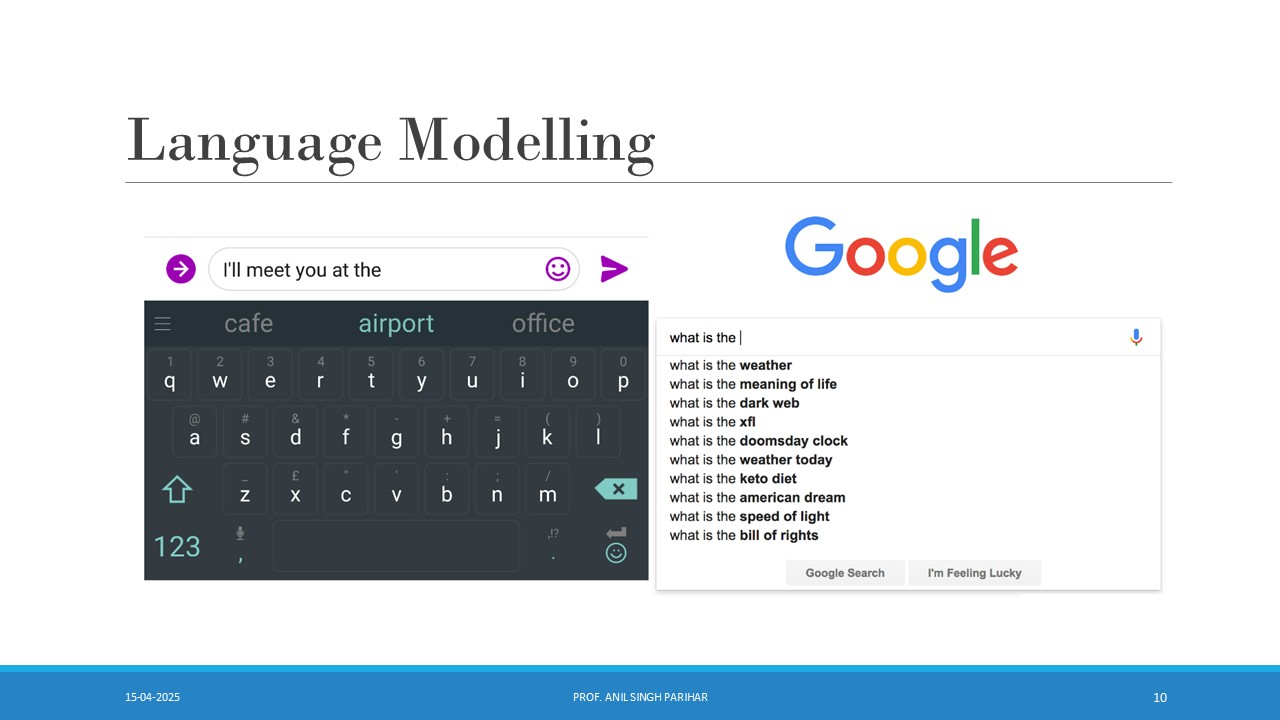 Language Modelling
I'll meet you at the
cafe airport office
1 2 3 4 5 6 7 8 9 0
q w e r t y u i o p
@ # & * - + = ( )
a s d f g h j k l
_ £ " ' : ; /
z x c v b n m
,!?
123 , .
Google
what is the
what is the weather
what is the meaning of life
what is the dark web
what is the xfl
what is the doomsday clock
what is the weather today
what is the keto diet
what is the american dream
what is the speed of light
what is the bill of rights
Google Search I'm Feeling Lucky
15-04-2025 PROF. ANIL SINGH PARIHAR 10